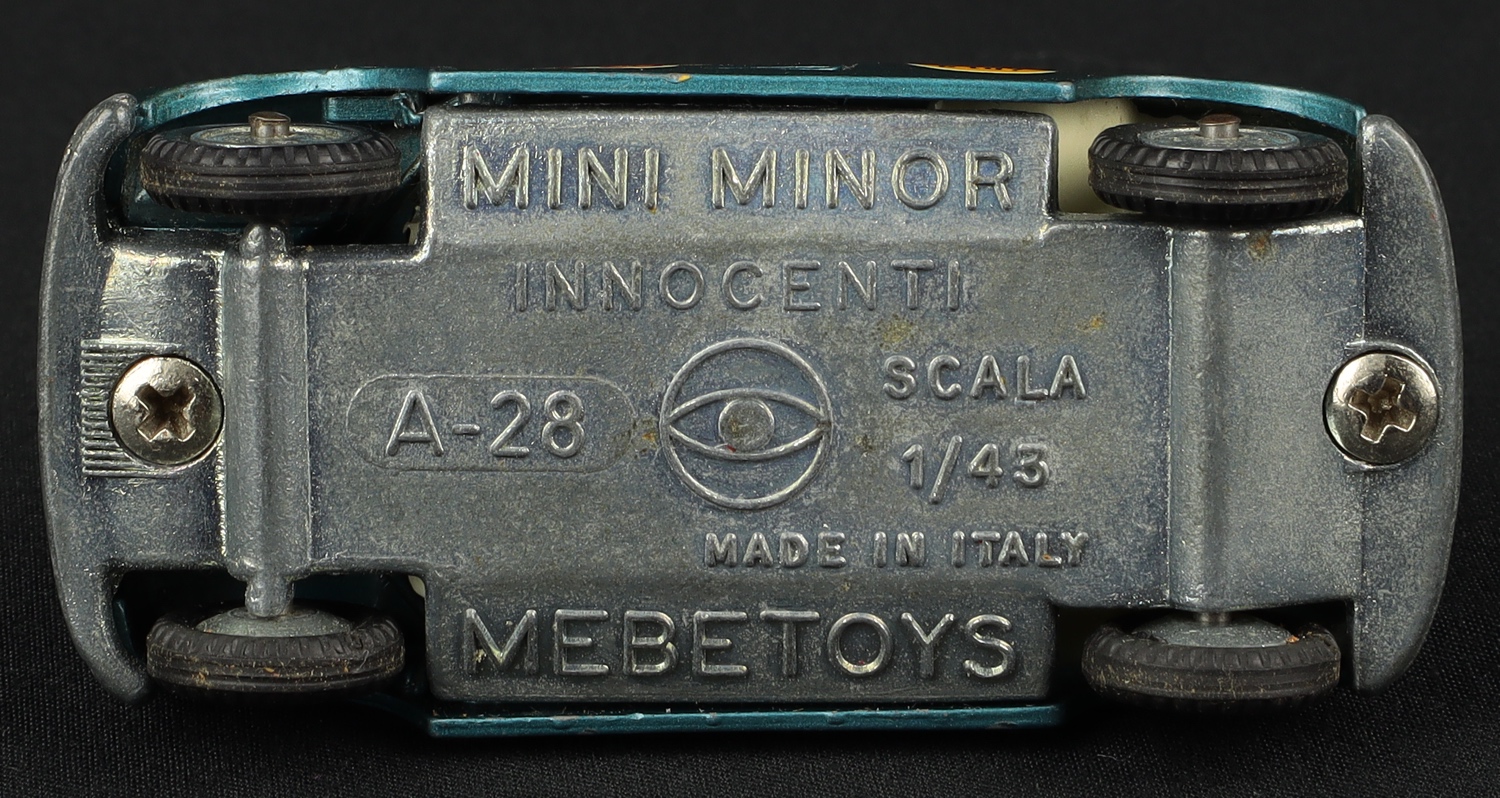 MINI MINOR
INNOCENTI
A-28
SCALA
1/43
MADE IN ITALY
MEBETOYS